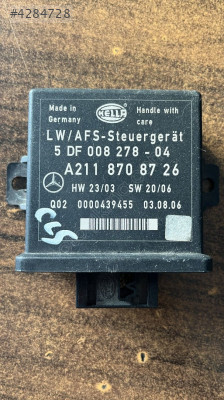 #4284728
Made in Germany
HELLA
Handle with care
LW/AFS-Steuergerät
5 DF 008 278 - 04
A211 870 87 26
HW 23/03 SW 20/06
Q02 0000439455 03.08.06